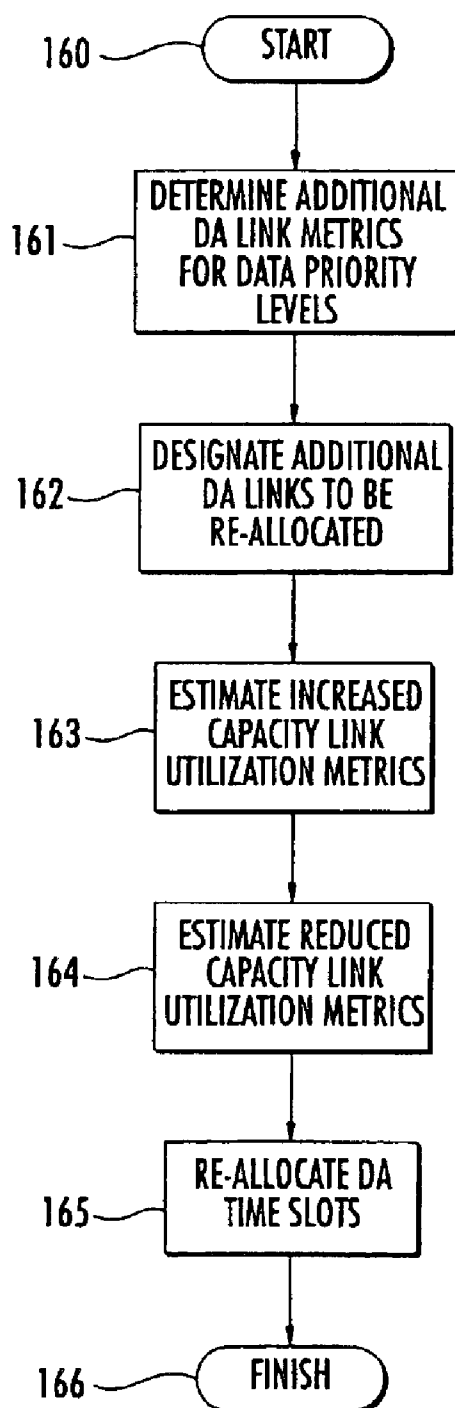 160
START
161
DETERMINE ADDITIONAL
DA LINK METRICS
FOR DATA PRIORITY
LEVELS
162
DESIGNATE ADDITIONAL
DA LINKS TO BE
RE-ALLOCATED
163
ESTIMATE INCREASED
CAPACITY LINK
UTILIZATION METRICS
164
ESTIMATE REDUCED
CAPACITY LINK
UTILIZATION METRICS
165
RE-ALLOCATE DA
TIME SLOTS
166
FINISH